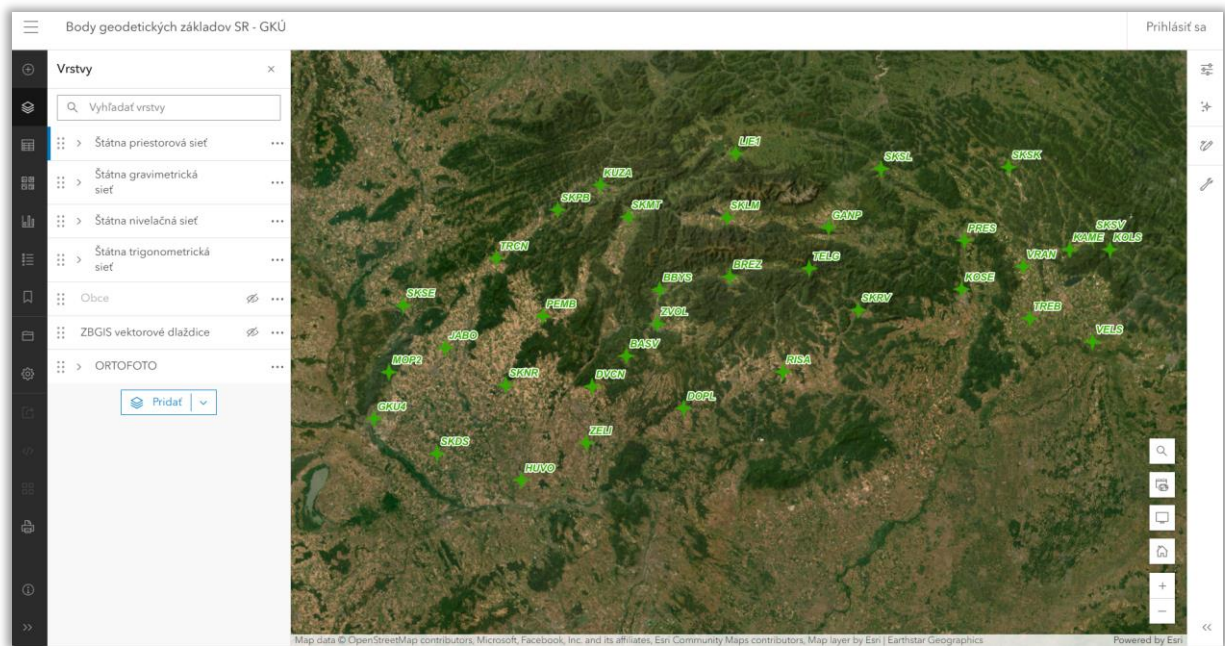 Body geodetických základov SR - GKÚ
Prihlásiť sa
Vrstvy
Vyhľadať vrstvy
Štátna priestorová sieť
Štátna gravimetrická
sieť
Štátna nivelačná sieť
Štátna trigonometrická
sieť
Obce
ZBGIS vektorové dlaždice
ORTOFOTO
Pridať
LIE1
SKSL
SKSK
KUZA
SKPB
SKMT
SKLM
GANP
PRES
SKSV
KAME
KOLS
TRCN
BREZ
TELG
VRAN
BBYS
KOSE
SKSE
PEMB
ZVOL
SKRV
TREB
JABO
BASV
VELS
MOP2
SKNR
DVCN
RISA
GKU4
DOPL
SKDS
ZELI
HUVO
Map data © OpenStreetMap contributors, Microsoft, Facebook, Inc. and its affiliates, Esri Community Maps contributors, Map layer by Esri | Earthstar Geographics
Powered by Esri